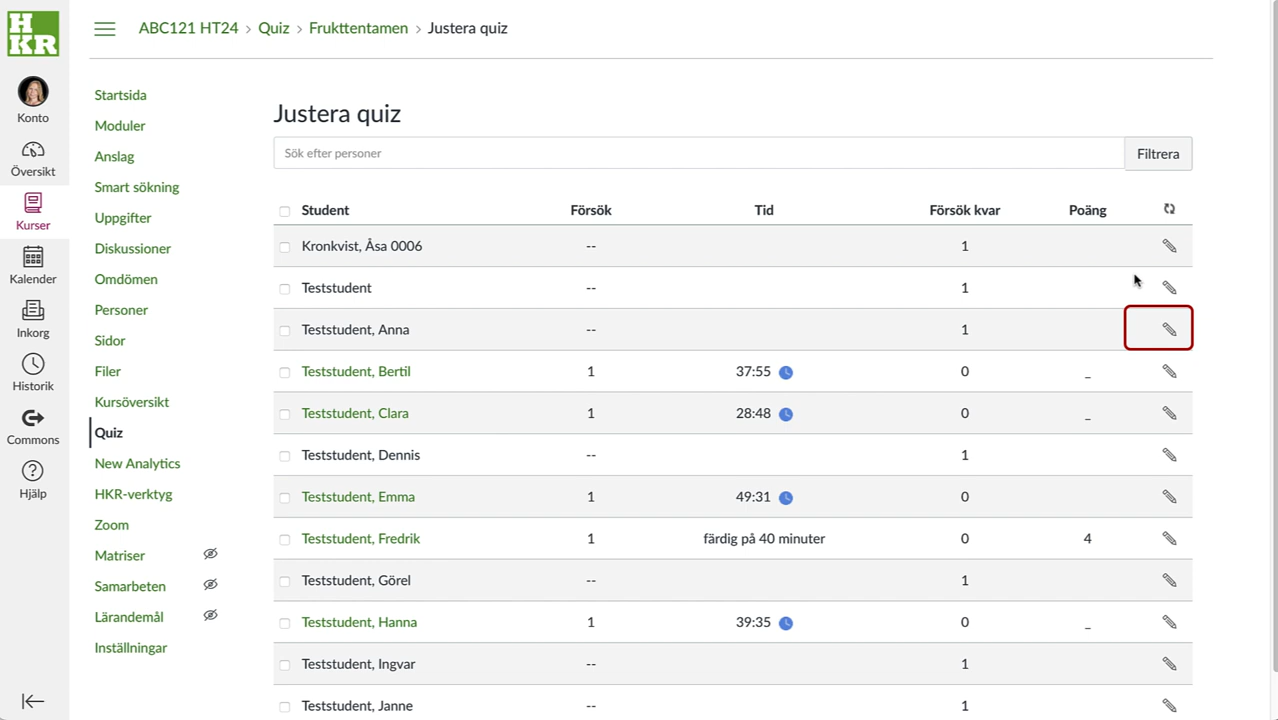 HKR
ABC121 HT24 › Quiz › Frukttentamen › Justera quiz
Konto
Översikt
Kurser
Kalender
Inkorg
Historik
Commons
Hjälp
Startsida
Moduler
Anslag
Smart sökning
Uppgifter
Diskussioner
Omdömen
Personer
Sidor
Filer
Kursöversikt
Quiz
New Analytics
HKR-verktyg
Zoom
Matriser
Samarbeten
Lärandemål
Inställningar
Justera quiz
Sök efter personer Filtrera
Student Försök Tid Försök kvar Poäng
Kronkvist, Åsa 0006 -- 1
Teststudent -- 1
Teststudent, Anna -- 1
Teststudent, Bertil 1 37:55 0 _
Teststudent, Clara 1 28:48 0 _
Teststudent, Dennis -- 1
Teststudent, Emma 1 49:31 0
Teststudent, Fredrik 1 färdig på 40 minuter 0 4
Teststudent, Görel -- 1
Teststudent, Hanna 1 39:35 0 _
Teststudent, Ingvar -- 1
Teststudent, Janne -- 1